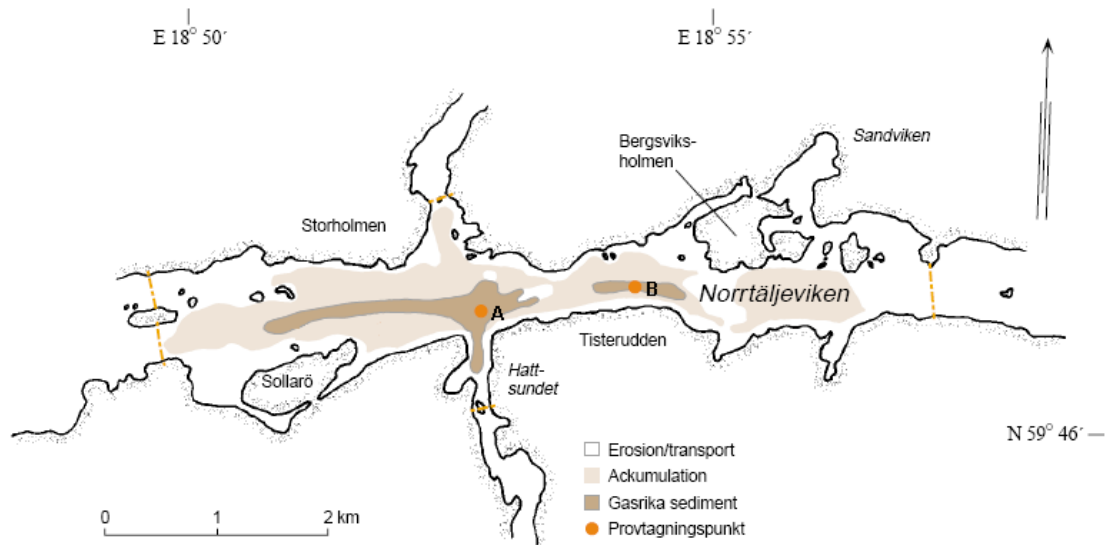 E 18° 50´
E 18° 55´
Sandviken
Bergsviks-
holmen
Storholmen
Norrtäljeviken
A
B
Tisterudden
Hatt-
sundet
Sollarö
N 59° 46´
Erosion/transport
Ackumulation
Gasrika sediment
Provtagningspunkt
0 1 2 km